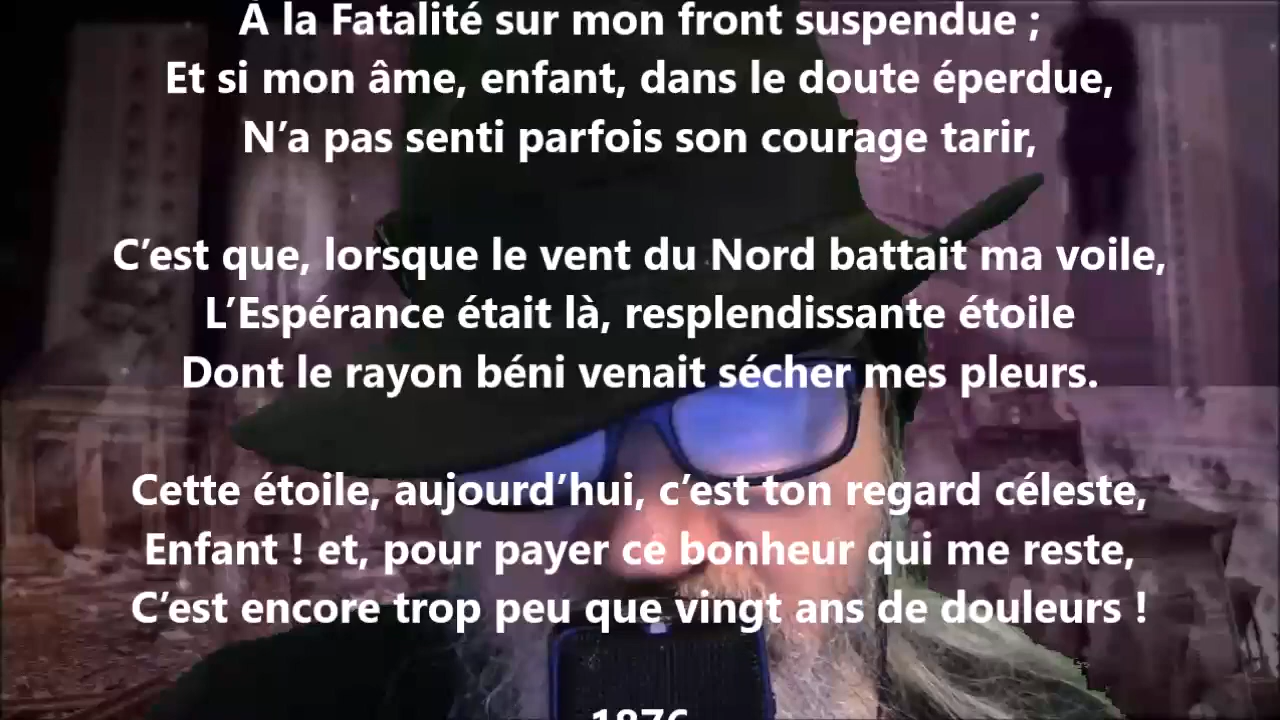 À la Fatalité sur mon front suspendue ;
Et si mon âme, enfant, dans le doute éperdue,
N’a pas senti parfois son courage tarir,
C’est que, lorsque le vent du Nord battait ma voile,
L’Espérance était là, resplendissante étoile
Dont le rayon béni venait sécher mes pleurs.
Cette étoile, aujourd’hui, c’est ton regard céleste,
Enfant ! et, pour payer ce bonheur qui me reste,
C’est encore trop peu que vingt ans de douleurs !
1876